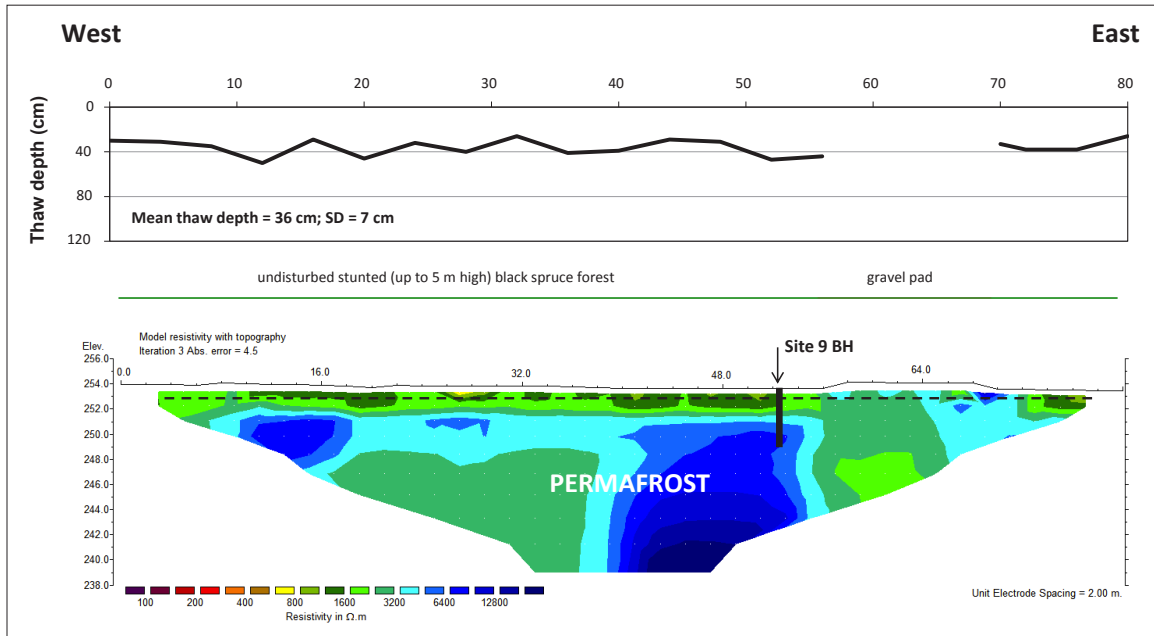 West
East
0 10 20 30 40 50 60 70 80
Thaw depth (cm)
0
40
80
120
Mean thaw depth = 36 cm; SD = 7 cm
undisturbed stunted (up to 5 m high) black spruce forest
gravel pad
Model resistivity with topography
Iteration 3 Abs. error = 4.5
Elev.
Site 9 BH
256.0
254.0
252.0
250.0
248.0
246.0
244.0
242.0
240.0
238.0
0.0 16.0 32.0 48.0 64.0
PERMAFROST
100 200 400 800 1600 3200 6400 12800
Resistivity in Ω.m
Unit Electrode Spacing = 2.00 m.